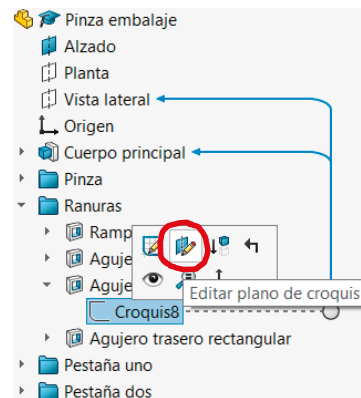 Pinza embalaje
Alzado
Planta
Vista lateral
Origen
Cuerpo principal
Pinza
Ranuras
Ramp
Aguje
Aguje
Editar plano de croquis
Croquis8
Agujero trasero rectangular
Pestaña uno
Pestaña dos